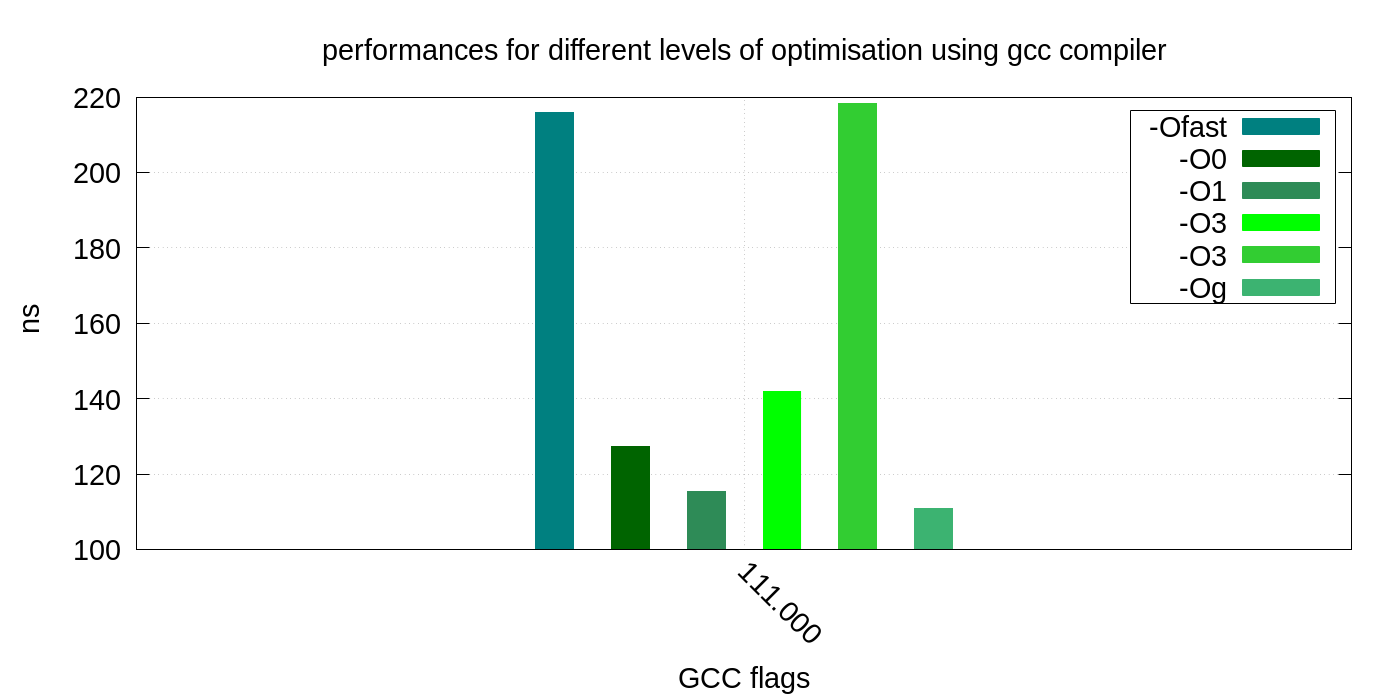 performances for different levels of optimisation using gcc compiler
220
200
180
160
140
120
100
ns
-Ofast
-O0
-O1
-O3
-O3
-Og
111.000
GCC flags